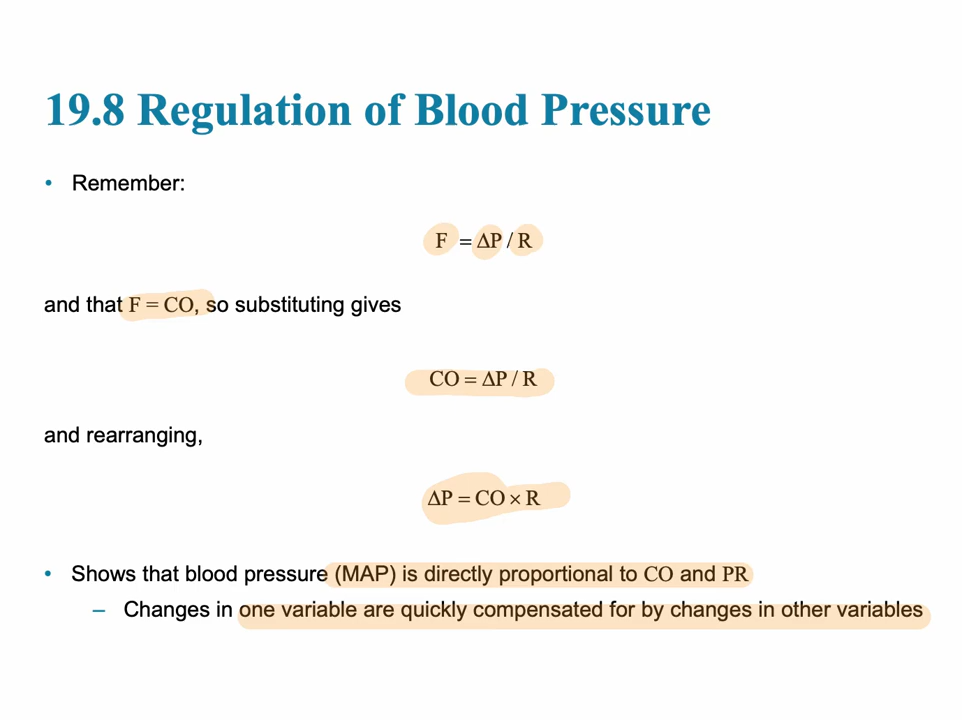 19.8 Regulation of Blood Pressure
• Remember:
F = ΔP / R
and that F = CO, so substituting gives
CO = ΔP / R
and rearranging,
ΔP = CO × R
• Shows that blood pressure (MAP) is directly proportional to CO and PR
– Changes in one variable are quickly compensated for by changes in other variables